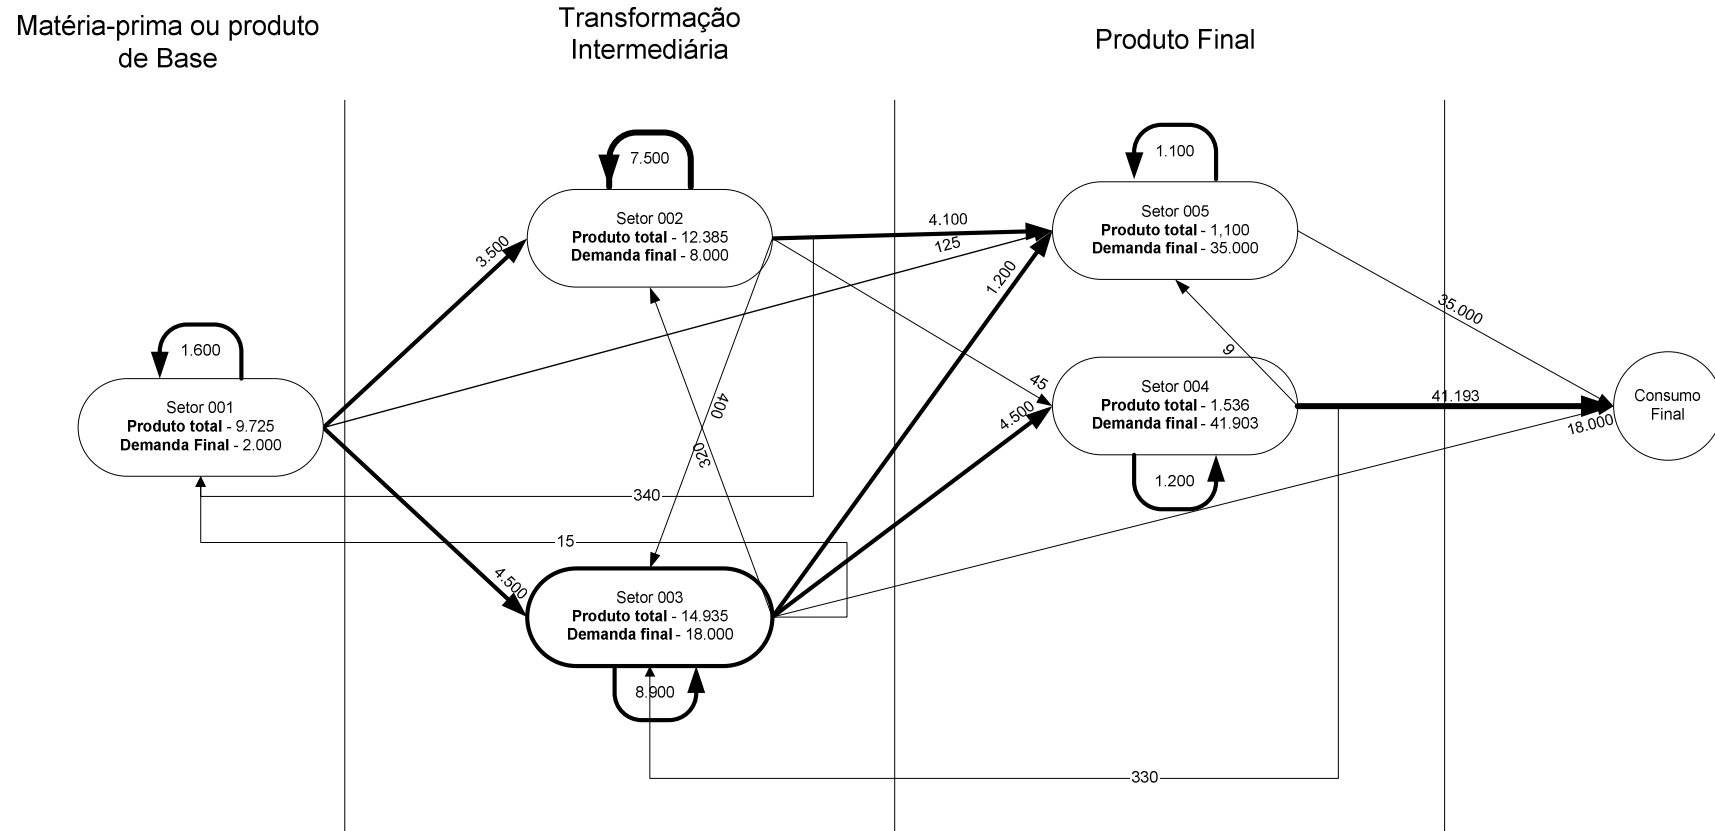 Matéria-prima ou produto
de Base
Transformação
Intermediária
Produto Final
7.500
1.100
Setor 002
Produto total - 12.385
Demanda final - 8.000
Setor 005
Produto total - 1,100
Demanda final - 35.000
3.500
4.100
125
1.200
35.000
1.600
Setor 001
Produto total - 9.725
Demanda Final - 2.000
400
320
9
45
4.500
Setor 004
Produto total - 1.536
Demanda final - 41.903
41.193
18.000
Consumo
Final
1.200
340
15
4.500
Setor 003
Produto total - 14.935
Demanda final - 18.000
8.900
330